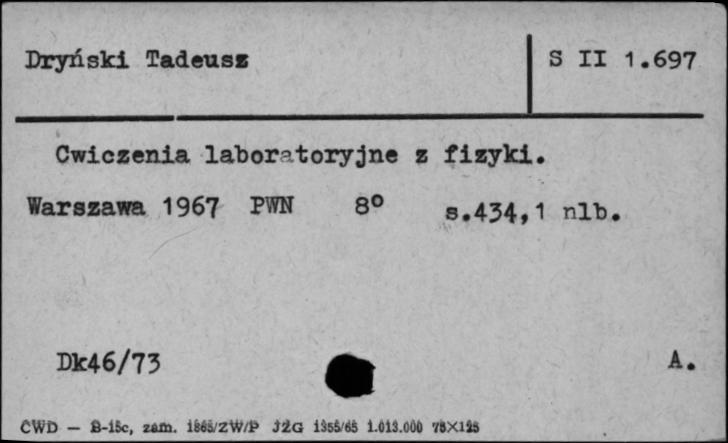 Dryński Tadeusz
S II 1.697
Cwiczenia laboratoryjne z fizyki.
Warszawa 1967 PWN 8° s.434,1 nlb.
Dk46/73
A.
CWD — B-15c, zam. 1865/ZW/P JŻG 1355/65 1.013.000 75X125